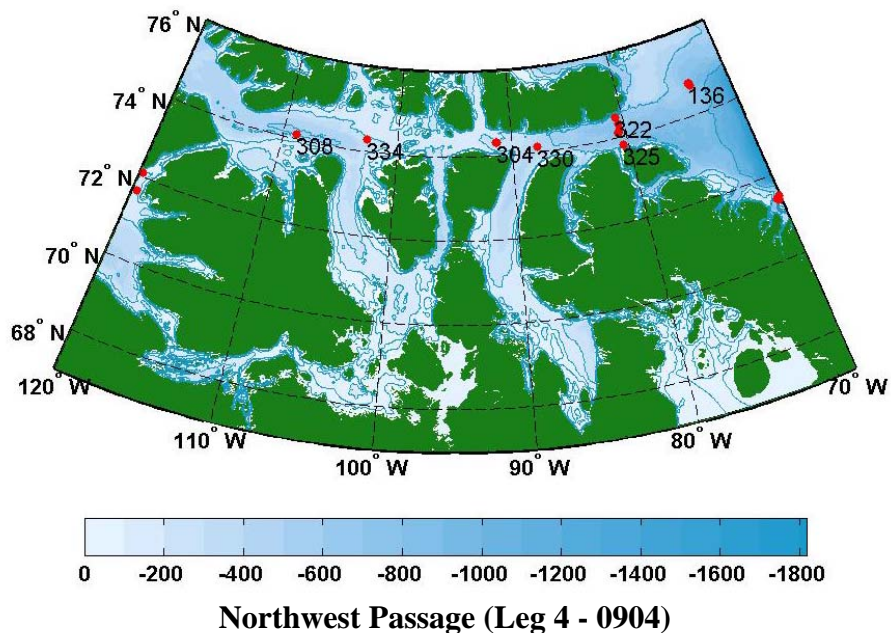 76° N
74° N
72° N
70° N
68° N
120° W
110° W
100° W
90° W
80° W
70° W
308
334
304
330
322
325
136
0 -200 -400 -600 -800 -1000 -1200 -1400 -1600 -1800
Northwest Passage (Leg 4 - 0904)